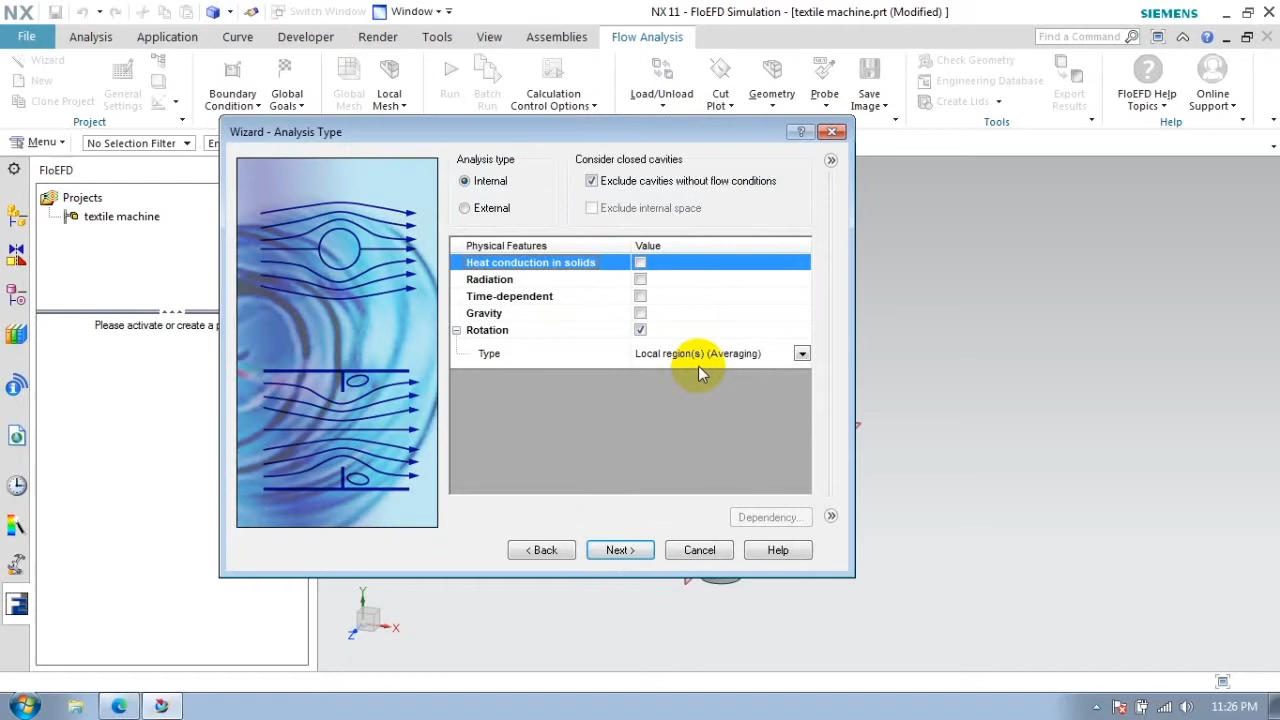 NX Switch Window Window NX 11 - FloEFD Simulation - [textile machine.prt (Modified) ] SIEMENS
File Analysis Application Curve Developer Render Tools View Assemblies Flow Analysis Find a Command
Wizard
New
Clone Project
General
Settings
Project
Boundary
Condition
Global
Goals
Global
Mesh
Local
Mesh
Run
Batch
Run
Calculation
Control Options
Load/Unload
Cut
Plot
Geometry
Probe
Save
Image
Check Geometry
Engineering Database
Create Lids
Tools
Export
Results
FloEFD Help
Topics
Online
Support
Help
Menu No Selection Filter
FloEFD
Projects
textile machine
Please activate or create a p
Wizard - Analysis Type
Analysis type
Internal
External
Consider closed cavities
Exclude cavities without flow conditions
Exclude internal space
Physical Features Value
Heat conduction in solids
Radiation
Time-dependent
Gravity
Rotation
Type Local region(s) (Averaging)
Dependency...
< Back Next > Cancel Help
Y
Z
X
11:26 PM